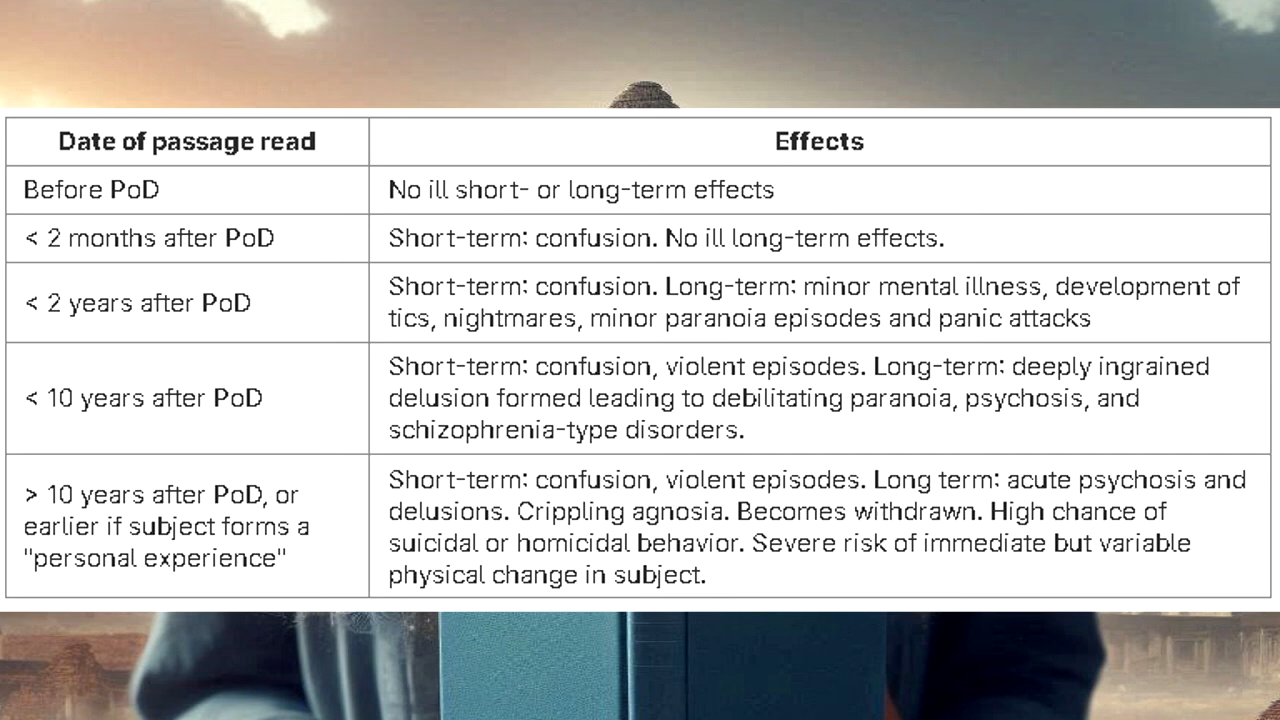 Date of passage read
Effects
Before PoD
No ill short- or long-term effects
< 2 months after PoD
Short-term: confusion. No ill long-term effects.
< 2 years after PoD
Short-term: confusion. Long-term: minor mental illness, development of
tics, nightmares, minor paranoia episodes and panic attacks
< 10 years after PoD
Short-term: confusion, violent episodes. Long-term: deeply ingrained
delusion formed leading to debilitating paranoia, psychosis, and
schizophrenia-type disorders.
> 10 years after PoD, or
earlier if subject forms a
"personal experience"
Short-term: confusion, violent episodes. Long term: acute psychosis and
delusions. Crippling agnosia. Becomes withdrawn. High chance of
suicidal or homicidal behavior. Severe risk of immediate but variable
physical change in subject.